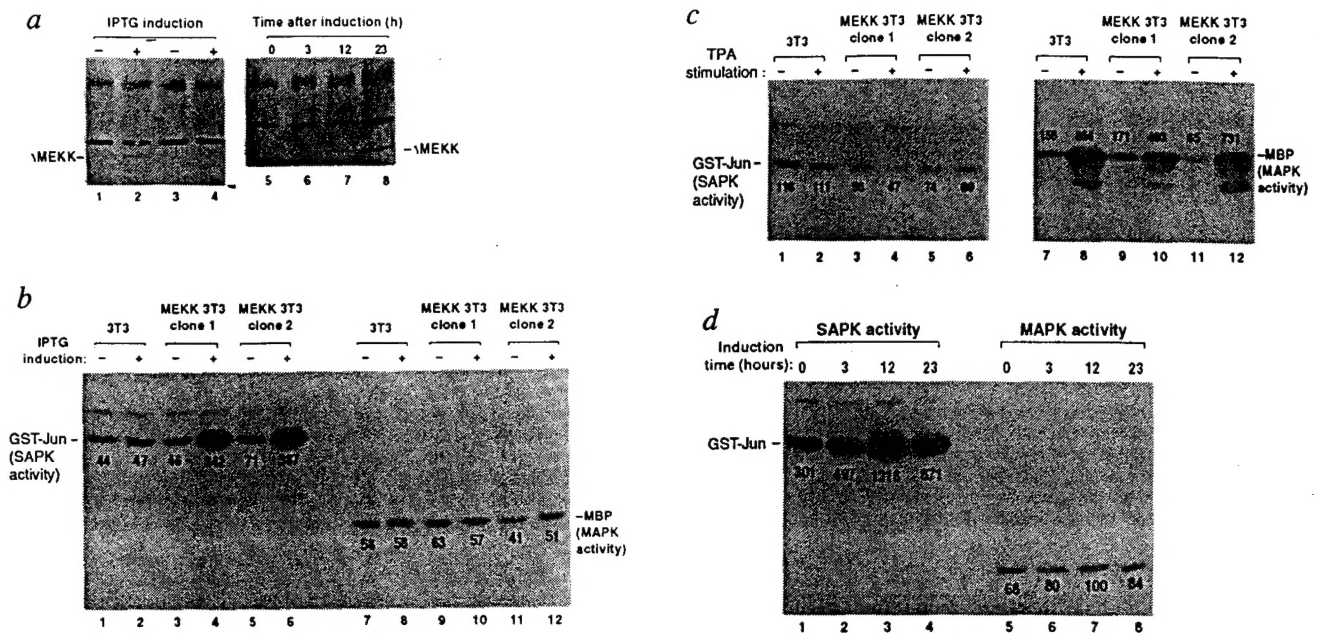 a
IPTG induction
Time after induction (h)
− + − +
0 3 12 23
\MEKK–
–\MEKK
1 2 3 4
5 6 7 8
b
3T3
MEKK 3T3
clone 1
MEKK 3T3
clone 2
3T3
MEKK 3T3
clone 1
MEKK 3T3
clone 2
IPTG
induction:
− + − + − +
− + − + − +
GST-Jun –
(SAPK
activity)
44 47 71
58 63 57 41 51
–MBP
(MAPK
activity)
1 2 3 4 5 6 7 8 9 10 11 12
c
3T3
MEKK 3T3
clone 1
MEKK 3T3
clone 2
3T3
MEKK 3T3
clone 1
MEKK 3T3
clone 2
TPA
stimulation :
− + − + − +
− + − + − +
GST-Jun –
(SAPK
activity)
116 111 47 74
171 731
–MBP
(MAPK
activity)
1 2 3 4 5 6
7 8 9 10 11 12
d
SAPK activity
MAPK activity
Induction
time (hours):
0 3 12 23
0 3 12 23
GST-Jun –
301 497 1216 871
68 80 100 84
1 2 3 4 5 6 7 8